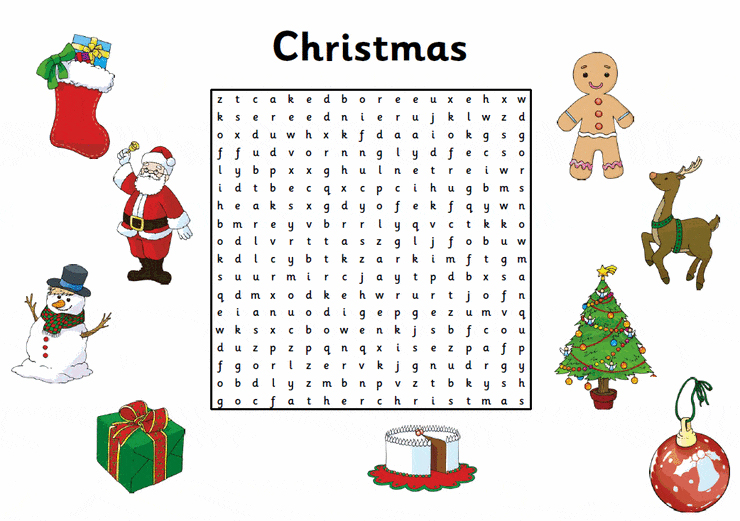 Christmas
z t c a k e d b o r e e u x e h x w
k s e r e e d n i e r u j k l w z d
o x d u w h x k f d a a i o k g s g
f f u d v r r n n g l y d f e c s o
l y b p x x g h u l n e t r e i w r
i d t b e c q x c p c i h u g b m s
h e a k s x g d y o f e k f q y w n
b m r e y v b r r l y q v c t k k o
o d l v r t t a s z g l j f o b u w
k d l c y b t k z a r k i m f t g m
s u u r m i r c j a y t p d b x s a
q d m x o d k e h w r u t t j o f n
e i a n u o d i g e p g e z u m v q
w k s x c b o w e n k j s b f c r u
d u z p z p q n q x i s e z p a f p
f g o r l z e r v k j g n u d r g y
o b d l y z m b n p v z t b k y s h
g o c f a t h e r c h r i s t m a s